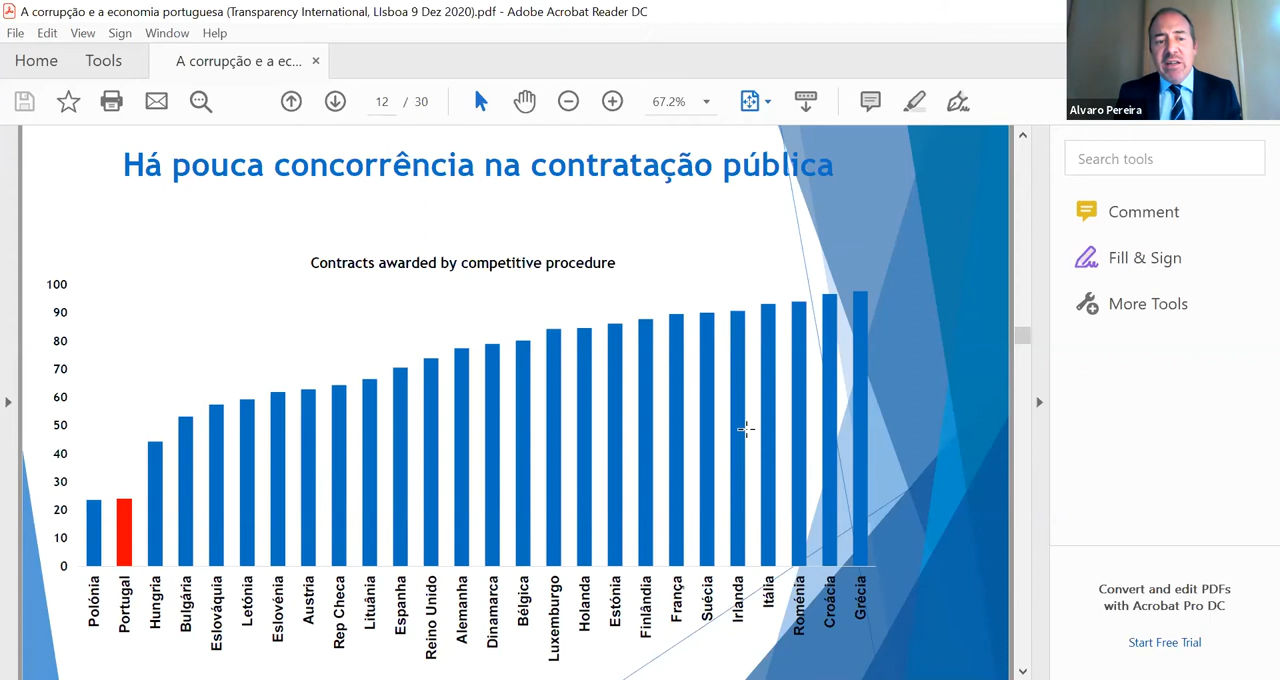 A corrupção e a economia portuguesa (Transparency International, LIsboa 9 Dez 2020).pdf - Adobe Acrobat Reader DC
File Edit View Sign Window Help
Home Tools A corrupção e a ec... ×
12 / 30 67.2%
Alvaro Pereira
Há pouca concorrência na contratação pública
Contracts awarded by competitive procedure
100
90
80
70
60
50
40
30
20
10
0
Polónia
Portugal
Hungria
Bulgária
Eslováquia
Letónia
Eslovénia
Austria
Rep Checa
Lituânia
Espanha
Reino Unido
Alemanha
Dinamarca
Bélgica
Luxemburgo
Holanda
Estónia
Finlândia
França
Suécia
Irlanda
Itália
Roménia
Croácia
Grécia
Search tools
Comment
Fill & Sign
More Tools
Convert and edit PDFs
with Acrobat Pro DC
Start Free Trial